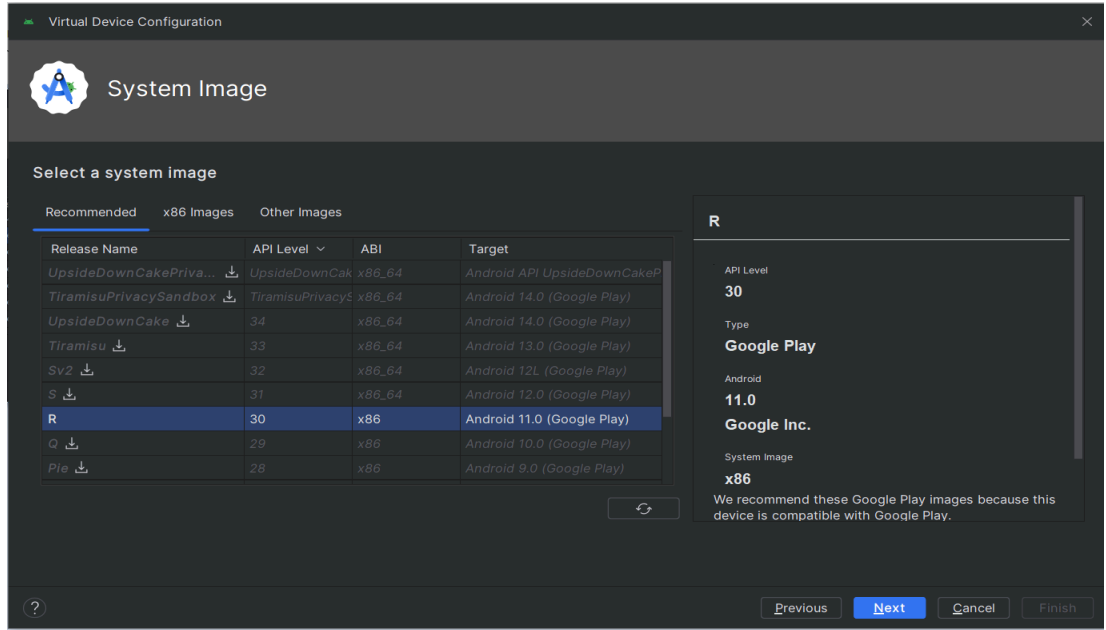 Virtual Device Configuration
System Image
Select a system image
Recommended x86 Images Other Images
Release Name API Level ABI Target
UpsideDownCakePriva... UpsideDownCak x86_64 Android API UpsideDownCakeP
TiramisuPrivacySandbox TiramisuPrivacyS x86_64 Android 14.0 (Google Play)
UpsideDownCake 34 x86_64 Android 14.0 (Google Play)
Tiramisu 33 x86_64 Android 13.0 (Google Play)
Sv2 32 x86_64 Android 12L (Google Play)
S 31 x86_64 Android 12.0 (Google Play)
R 30 x86 Android 11.0 (Google Play)
Q 29 x86 Android 10.0 (Google Play)
Pie 28 x86 Android 9.0 (Google Play)
R
API Level
30
Type
Google Play
Android
11.0
Google Inc.
System Image
x86
We recommend these Google Play images because this
device is compatible with Google Play.
? Previous Next Cancel Finish